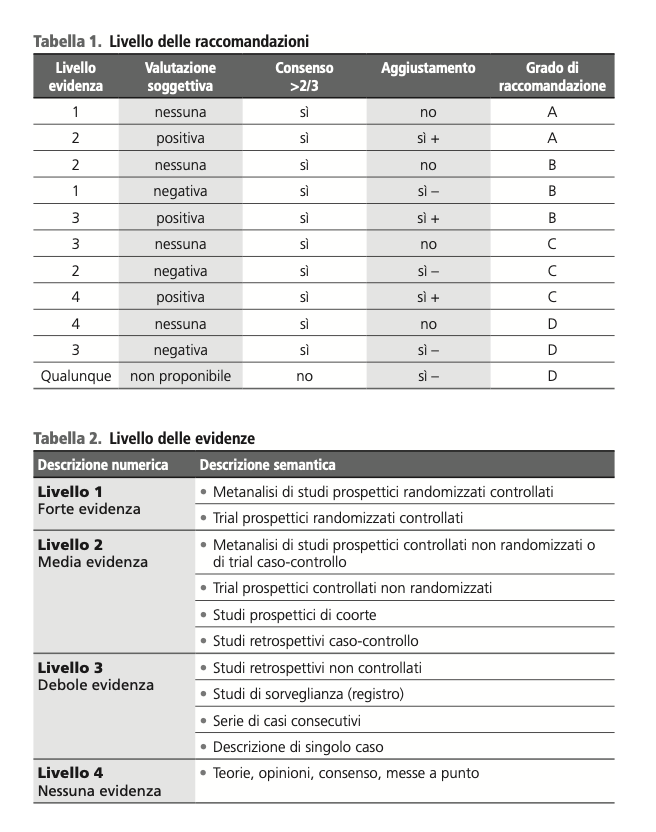 Tabella 1. Livello delle raccomandazioni
Livello evidenza Valutazione soggettiva Consenso >2/3 Aggiustamento Grado di raccomandazione
1 nessuna sì no A
2 positiva sì sì + A
2 nessuna sì no B
1 negativa sì sì – B
3 positiva sì sì + B
3 nessuna sì no C
2 negativa sì sì – C
4 positiva sì sì + C
4 nessuna sì no D
3 negativa sì sì – D
Qualunque non proponibile no sì – D
Tabella 2. Livello delle evidenze
Descrizione numerica Descrizione semantica
Livello 1
Forte evidenza
• Metanalisi di studi prospettici randomizzati controllati
• Trial prospettici randomizzati controllati
Livello 2
Media evidenza
• Metanalisi di studi prospettici controllati non randomizzati o
di trial caso-controllo
• Trial prospettici controllati non randomizzati
• Studi prospettici di coorte
• Studi retrospettivi caso-controllo
Livello 3
Debole evidenza
• Studi retrospettivi non controllati
• Studi di sorveglianza (registro)
• Serie di casi consecutivi
• Descrizione di singolo caso
Livello 4
Nessuna evidenza
• Teorie, opinioni, consenso, messe a punto